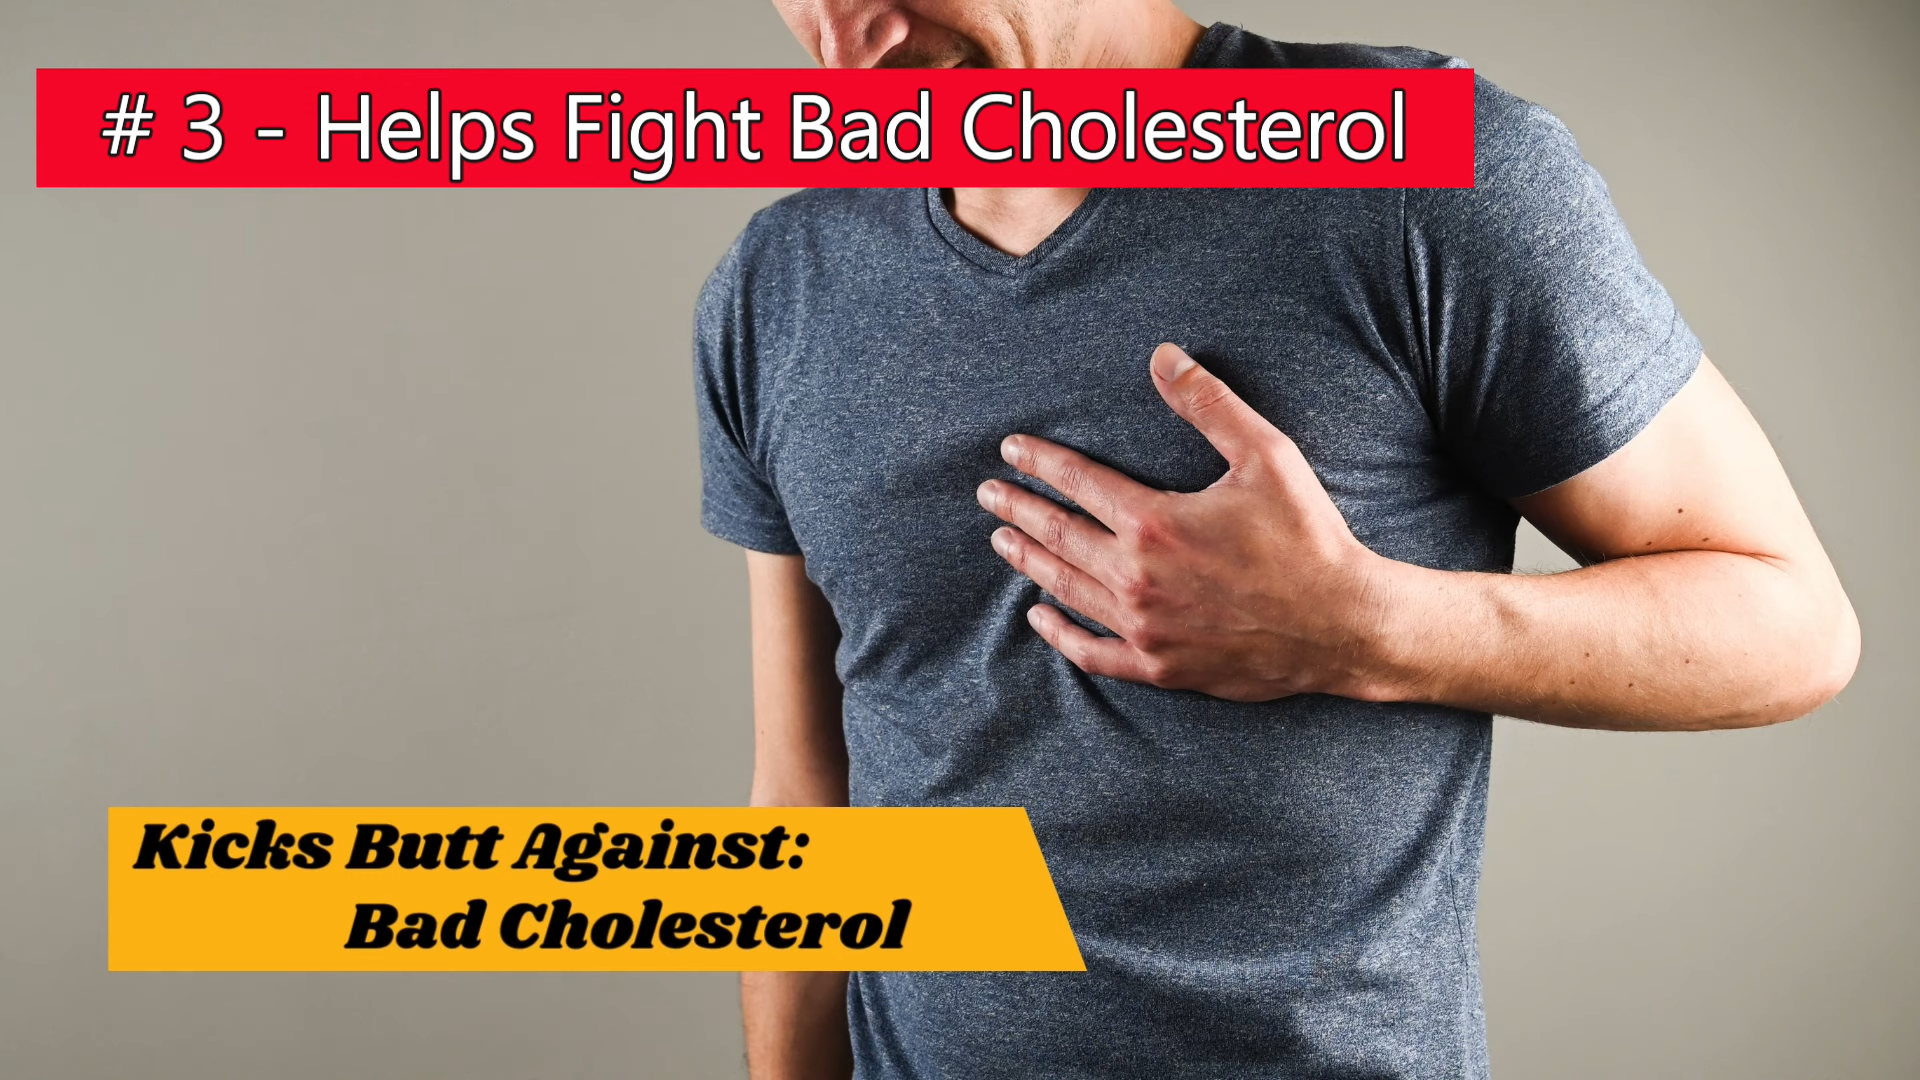 # 3 - Helps Fight Bad Cholesterol
Kicks Butt Against:
Bad Cholesterol